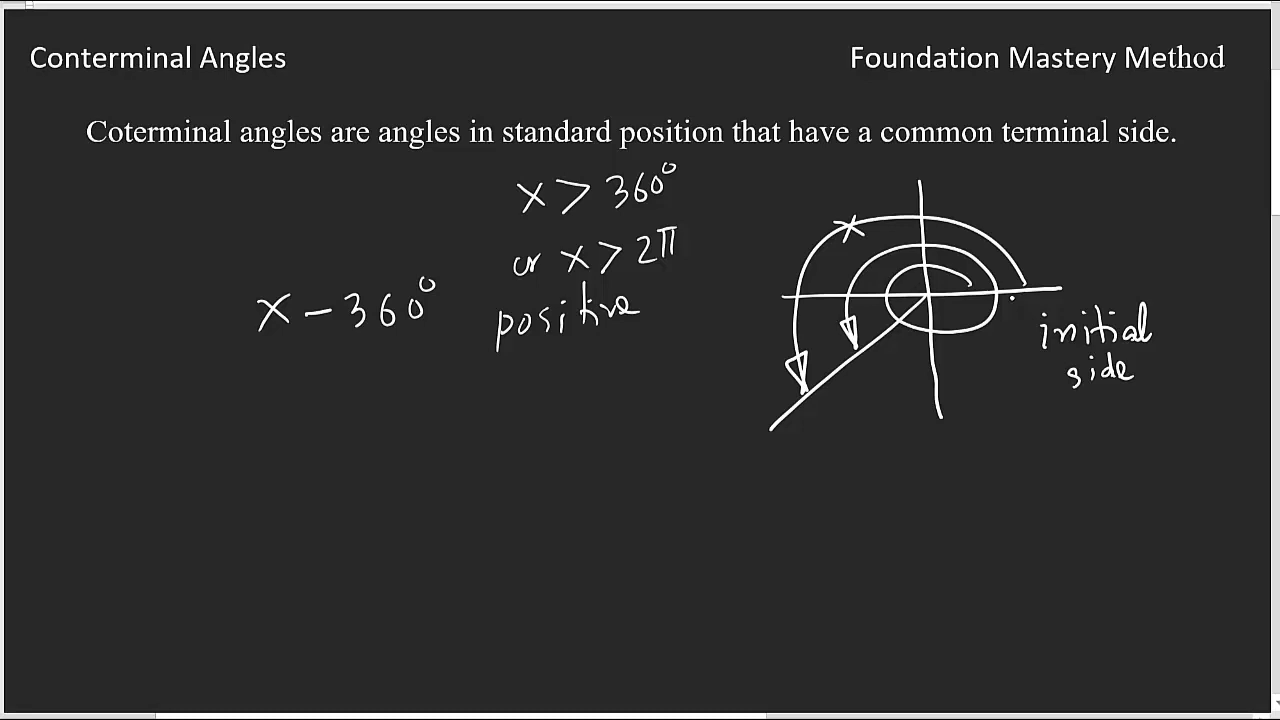 Conterminal Angles
Foundation Mastery Method
Coterminal angles are angles in standard position that have a common terminal side.
x > 360°
or x > 2π
x − 360°
positive
x
initial
side